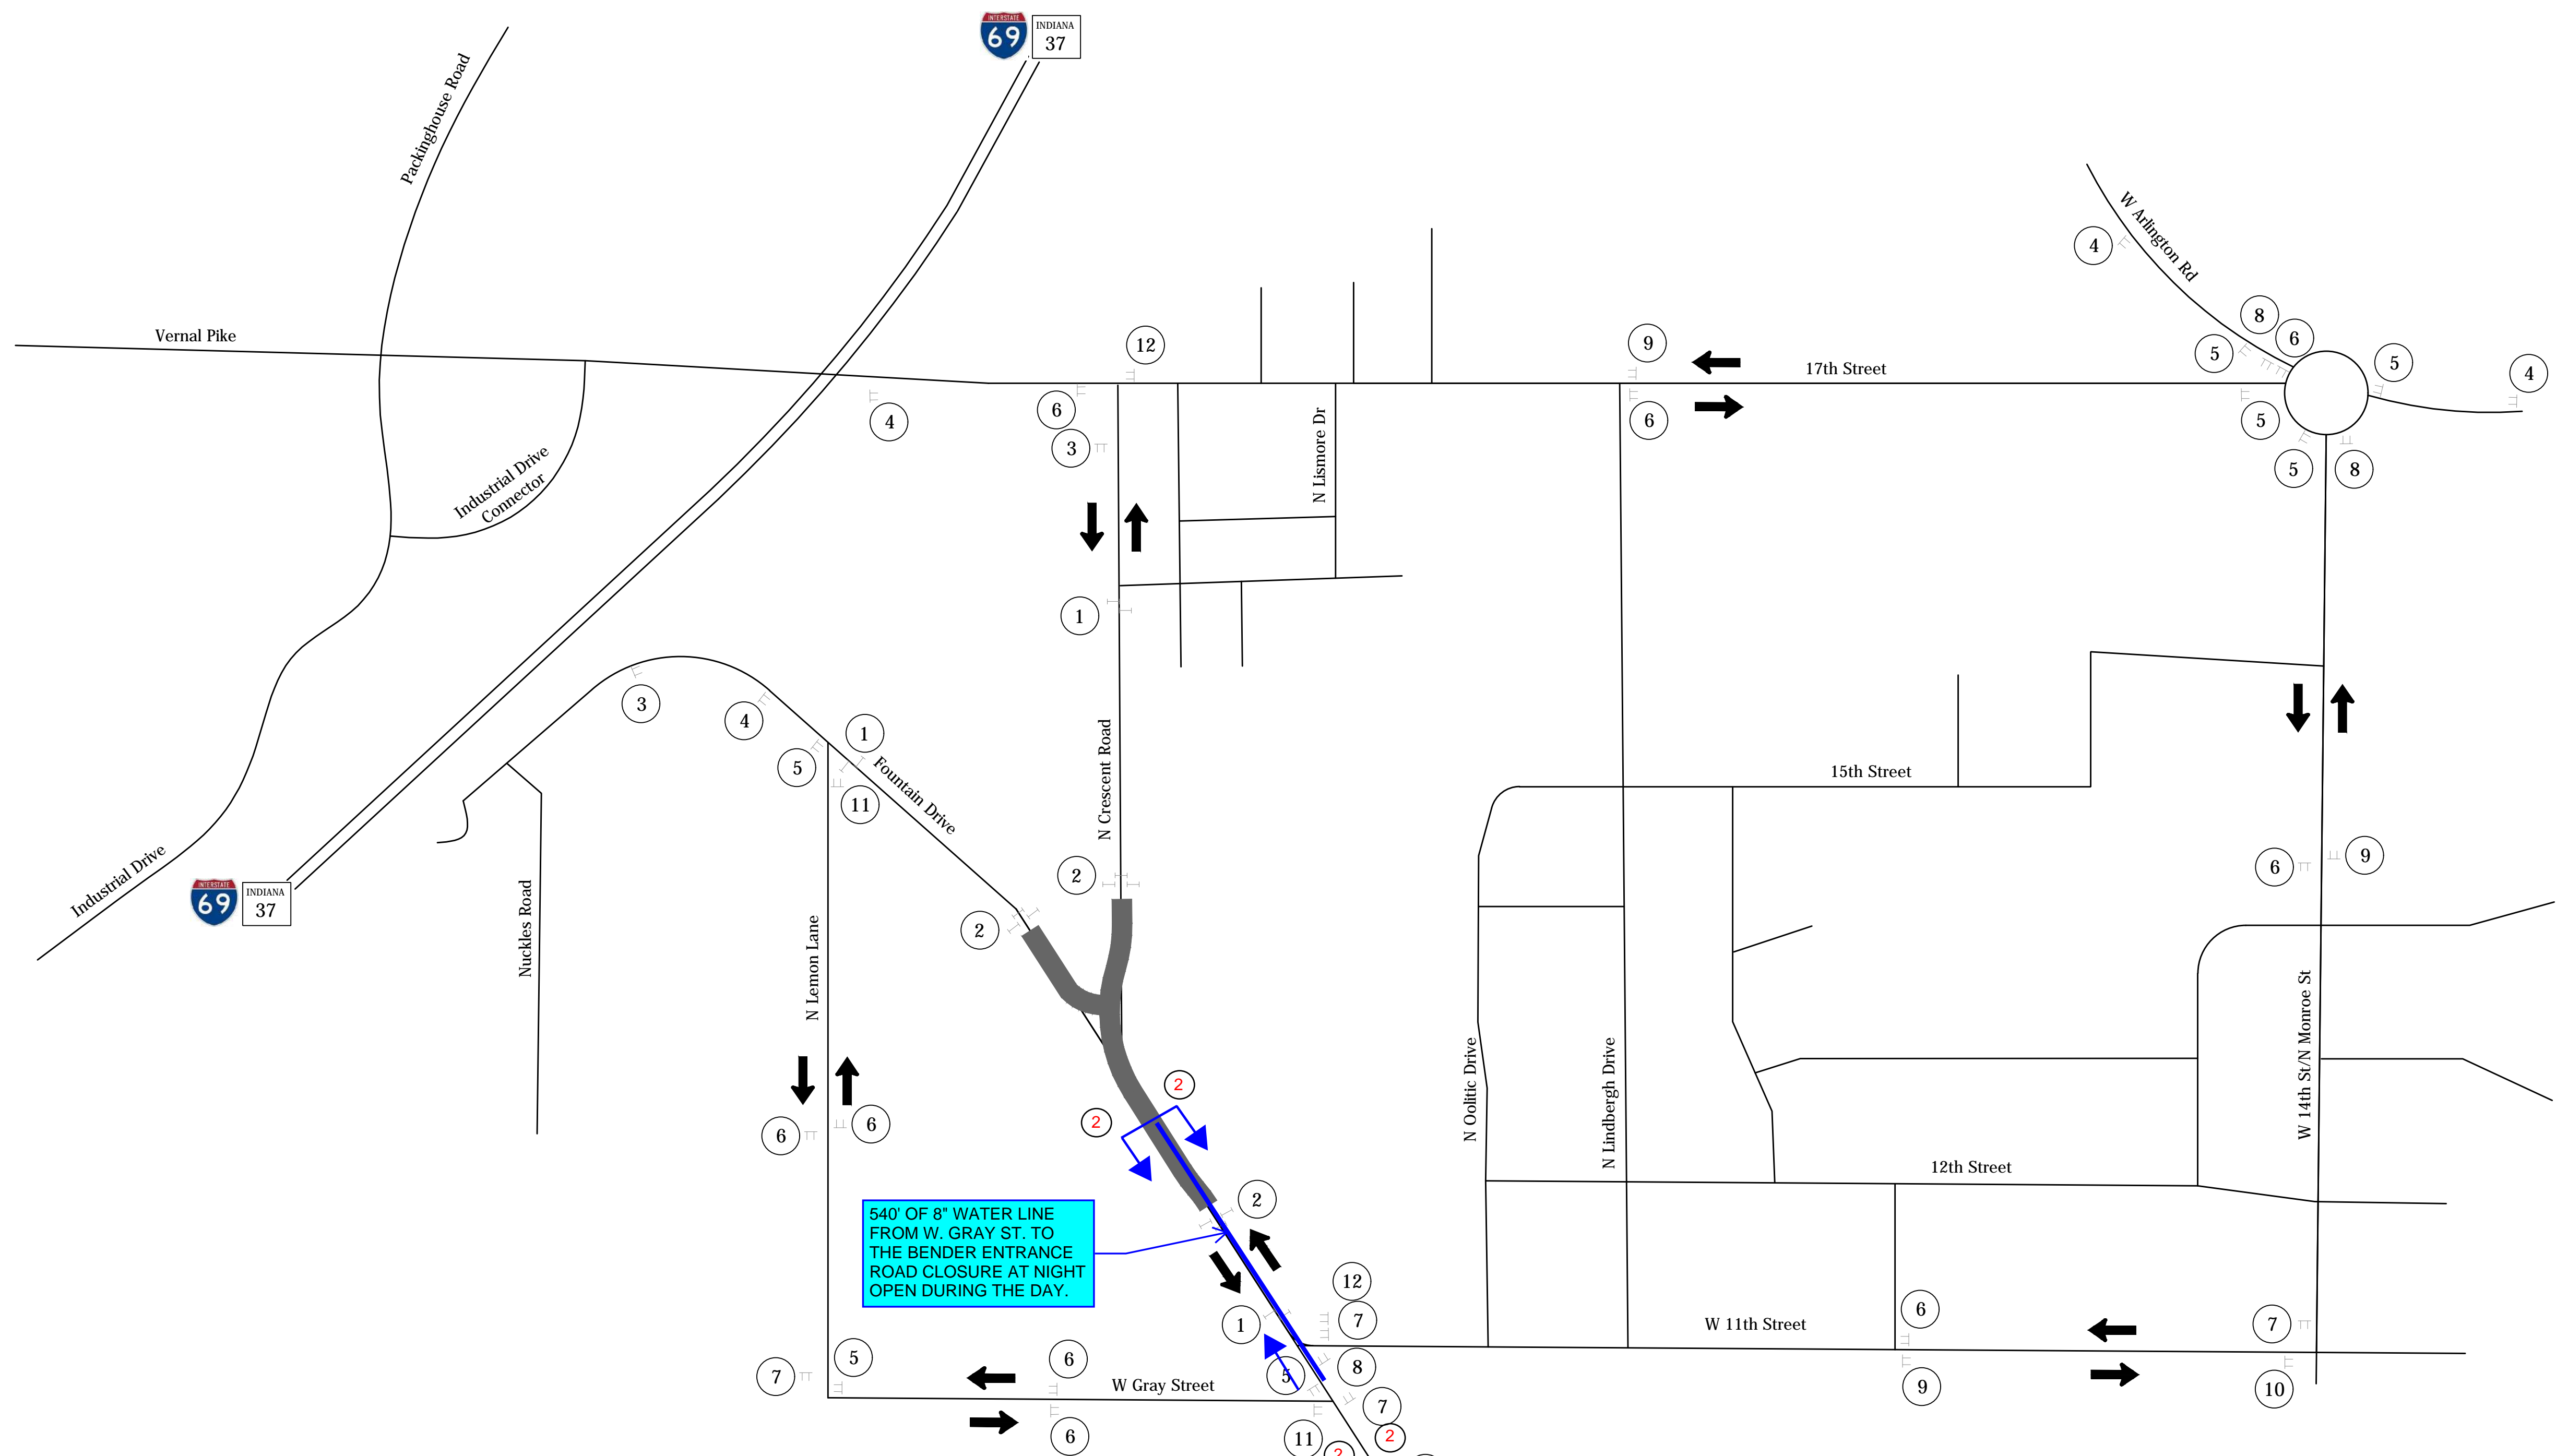 INTERSTATE
69
INDIANA
37
Packinghouse Road
W Arlington Rd
4
8
6
5
5
4
Vernal Pike
12
9
17th Street
4
6
3
6
5
5
8
N Lismore Dr
Industrial Drive
Connector
1
3
4
1
5
11
Fountain Drive
N Crescent Road
15th Street
Industrial Drive
INTERSTATE
69
INDIANA
37
Nuckles Road
N Lemon Lane
2
2
6
9
N Oolitic Drive
N Lindbergh Drive
W 14th St/N Monroe St
2
2
6
6
12th Street
2
540' OF 8" WATER LINE
FROM W. GRAY ST. TO
THE BENDER ENTRANCE
ROAD CLOSURE AT NIGHT
OPEN DURING THE DAY.
12
7
1
W 11th Street
6
7
8
5
7
5
6
W Gray Street
9
10
7
6
11
2
2